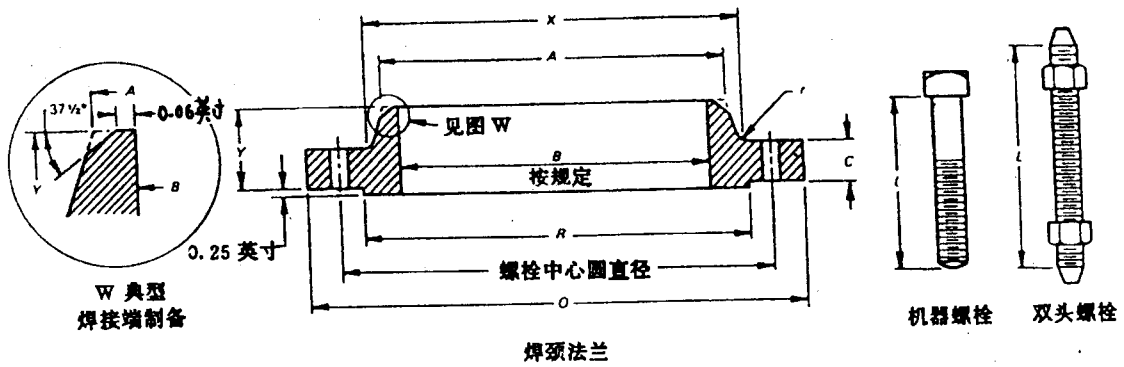 X
A
37½°
A
0.06英寸
Y
B
见图 W
r
Y
B
按规定
C
0.25 英寸
R
螺栓中心圆直径
O
W 典型
焊接端制备
焊颈法兰
L
机器螺栓
L
双头螺栓